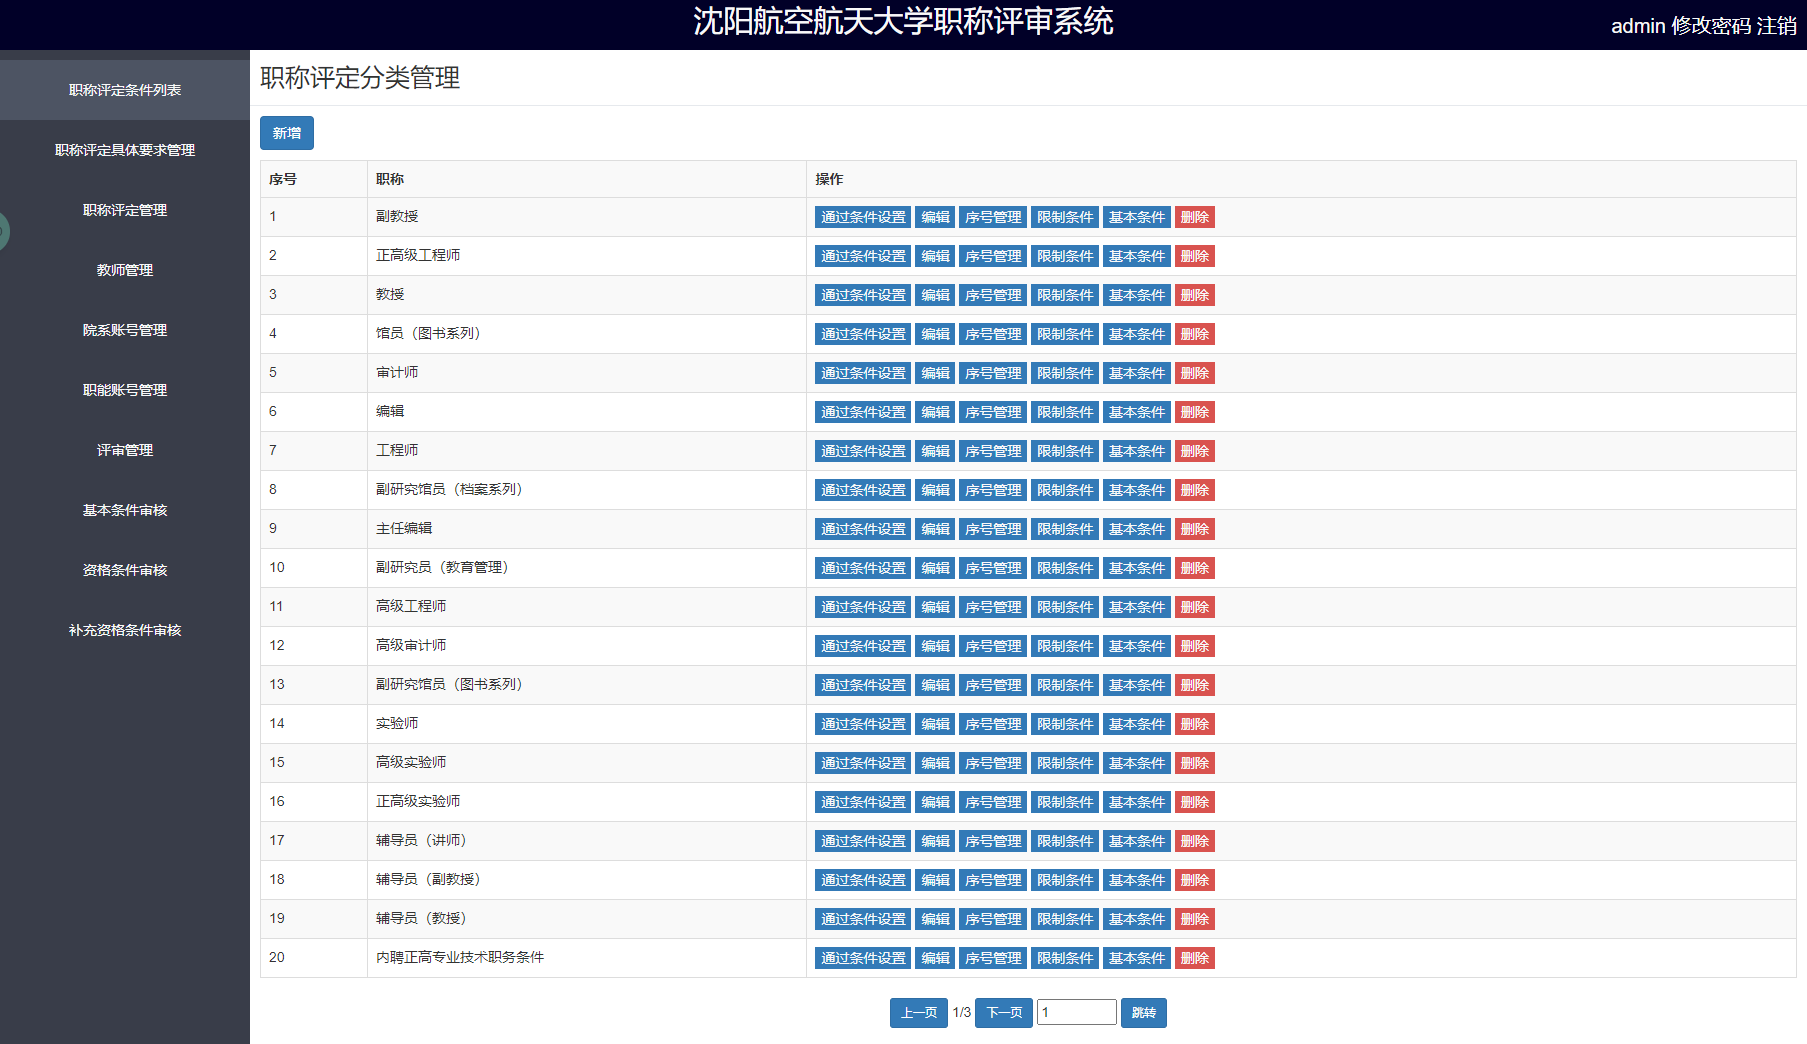 沈阳航空航天大学职称评审系统
admin 修改密码 注销
职称评定条件列表
职称评定具体要求管理
职称评定管理
教师管理
院系账号管理
职能账号管理
评审管理
基本条件审核
资格条件审核
补充资格条件审核
职称评定分类管理
新增
序号 职称 操作
1 副教授 通过条件设置 编辑 序号管理 限制条件 基本条件 删除
2 正高级工程师 通过条件设置 编辑 序号管理 限制条件 基本条件 删除
3 教授 通过条件设置 编辑 序号管理 限制条件 基本条件 删除
4 馆员（图书系列） 通过条件设置 编辑 序号管理 限制条件 基本条件 删除
5 审计师 通过条件设置 编辑 序号管理 限制条件 基本条件 删除
6 编辑 通过条件设置 编辑 序号管理 限制条件 基本条件 删除
7 工程师 通过条件设置 编辑 序号管理 限制条件 基本条件 删除
8 副研究馆员（档案系列） 通过条件设置 编辑 序号管理 限制条件 基本条件 删除
9 主任编辑 通过条件设置 编辑 序号管理 限制条件 基本条件 删除
10 副研究员（教育管理） 通过条件设置 编辑 序号管理 限制条件 基本条件 删除
11 高级工程师 通过条件设置 编辑 序号管理 限制条件 基本条件 删除
12 高级审计师 通过条件设置 编辑 序号管理 限制条件 基本条件 删除
13 副研究馆员（图书系列） 通过条件设置 编辑 序号管理 限制条件 基本条件 删除
14 实验师 通过条件设置 编辑 序号管理 限制条件 基本条件 删除
15 高级实验师 通过条件设置 编辑 序号管理 限制条件 基本条件 删除
16 正高级实验师 通过条件设置 编辑 序号管理 限制条件 基本条件 删除
17 辅导员（讲师） 通过条件设置 编辑 序号管理 限制条件 基本条件 删除
18 辅导员（副教授） 通过条件设置 编辑 序号管理 限制条件 基本条件 删除
19 辅导员（教授） 通过条件设置 编辑 序号管理 限制条件 基本条件 删除
20 内聘正高专业技术职务条件 通过条件设置 编辑 序号管理 限制条件 基本条件 删除
上一页 1/3 下一页 1 跳转